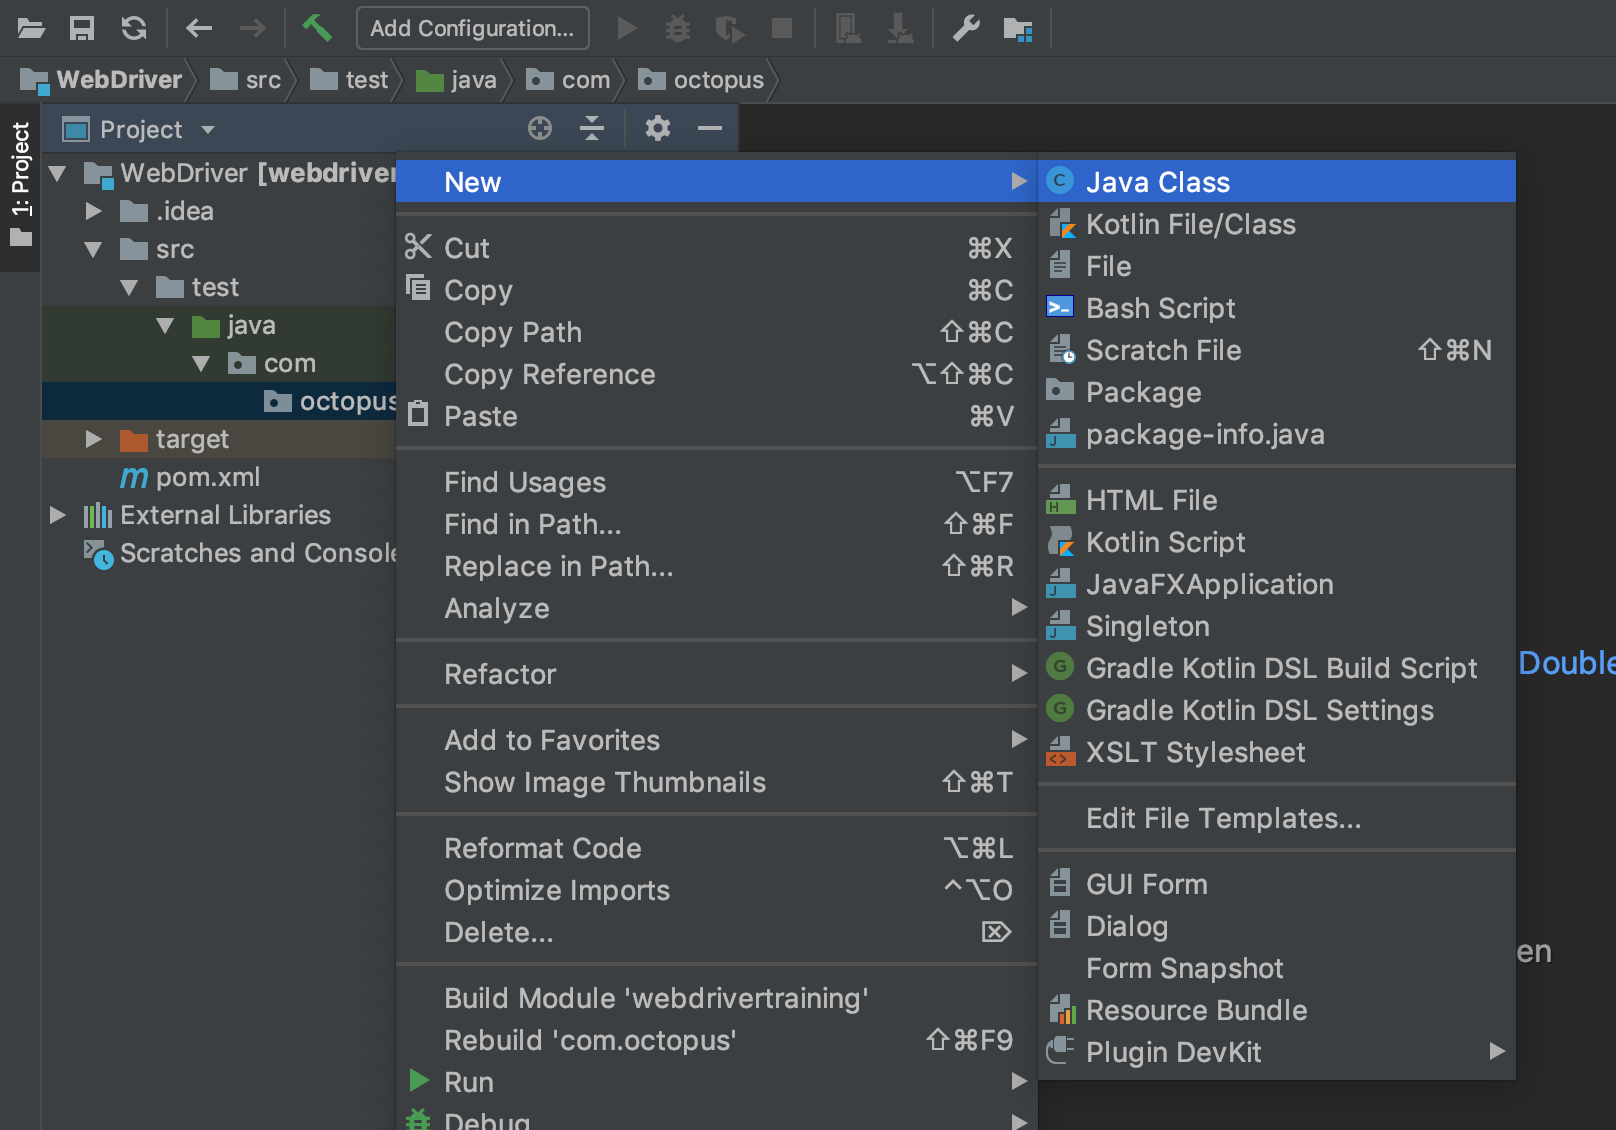 Add Configuration...
WebDriver src test java com octopus
1: Project
Project
WebDriver [webdriver
.idea
src
test
java
com
octopus
target
m pom.xml
External Libraries
Scratches and Console
New
Cut ⌘X
Copy ⌘C
Copy Path ⇧⌘C
Copy Reference ⌥⇧⌘C
Paste ⌘V
Find Usages ⌥F7
Find in Path... ⇧⌘F
Replace in Path... ⇧⌘R
Analyze
Refactor
Add to Favorites
Show Image Thumbnails ⇧⌘T
Reformat Code ⌥⌘L
Optimize Imports ^⌥O
Delete... ⌦
Build Module 'webdrivertraining'
Rebuild 'com.octopus' ⇧⌘F9
Run
Debug
C Java Class
Kotlin File/Class
File
Bash Script
Scratch File ⇧⌘N
Package
J package-info.java
H HTML File
Kotlin Script
J JavaFXApplication
J Singleton
G Gradle Kotlin DSL Build Script
G Gradle Kotlin DSL Settings
<> XSLT Stylesheet
Edit File Templates...
GUI Form
Dialog
Form Snapshot
Resource Bundle
Plugin DevKit
Double
en